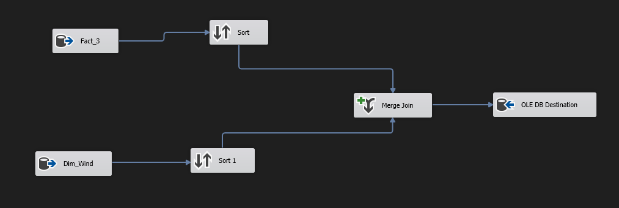 Fact_3
Sort
Merge Join
OLE DB Destination
Dim_Wind
Sort 1